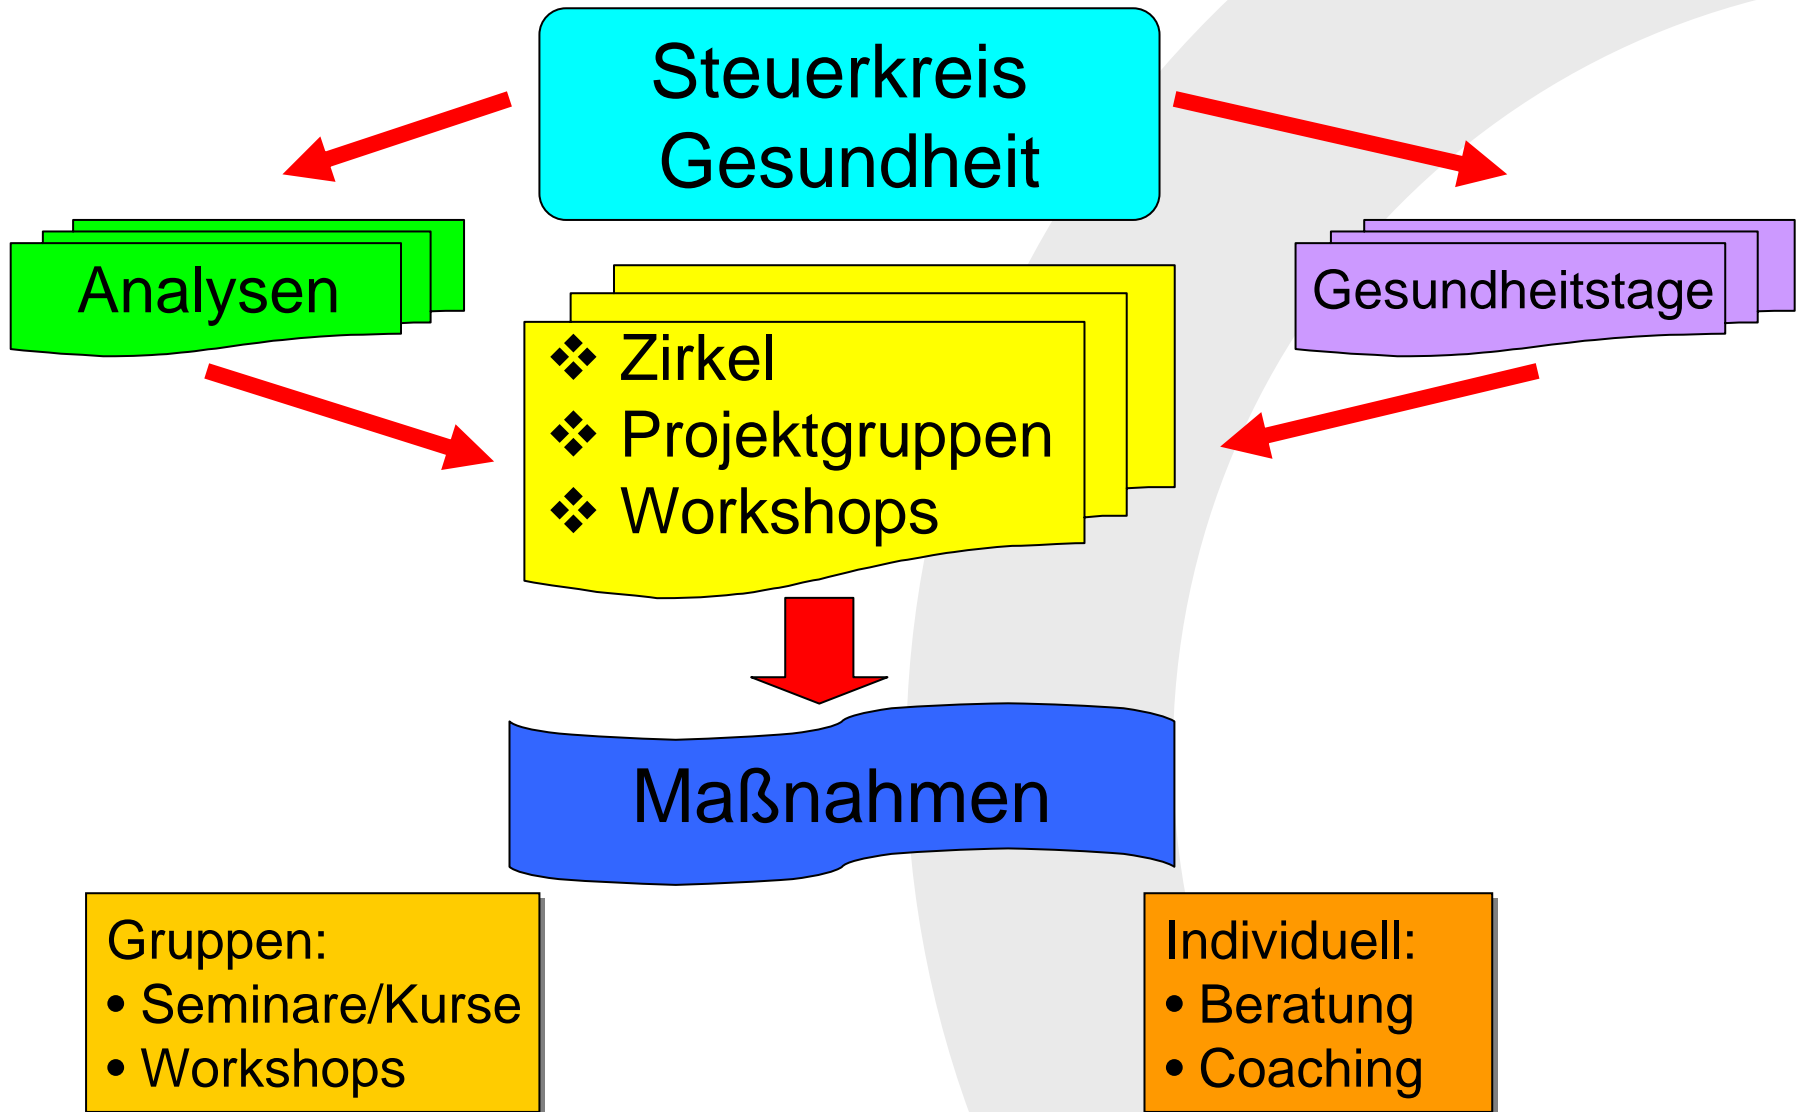 Steuerkreis
Gesundheit
Analysen
Gesundheitstage
❖ Zirkel
❖ Projektgruppen
❖ Workshops
Maßnahmen
Gruppen:
• Seminare/Kurse
• Workshops
Individuell:
• Beratung
• Coaching